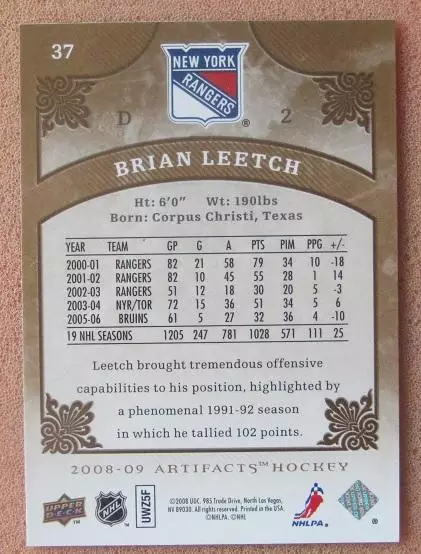 37
NEW YORK
RANGERS
®
D 2
BRIAN LEETCH
Ht: 6'0" Wt: 190lbs
Born: Corpus Christi, Texas
YEAR TEAM GP G A PTS PIM PPG +/-
2000-01 RANGERS 82 21 58 79 34 10 -18
2001-02 RANGERS 82 10 45 55 28 1 14
2002-03 RANGERS 51 12 18 30 20 5 -3
2003-04 NYR/TOR 72 15 36 51 34 5 6
2005-06 BRUINS 61 5 27 32 36 4 -10
19 NHL SEASONS 1205 247 781 1028 571 111 25
Leetch brought tremendous offensive
capabilities to his position, highlighted by
a phenomenal 1991-92 season
in which he tallied 102 points.
2008-09 ARTIFACTS™ HOCKEY
UPPER DECK
NHL
UWZ5F
©2008 UDC. 985 Trade Drive, North Las Vegas,
NV 89030. All rights reserved. Printed in the USA.
©NHLPA. ©NHL
NHLPA.